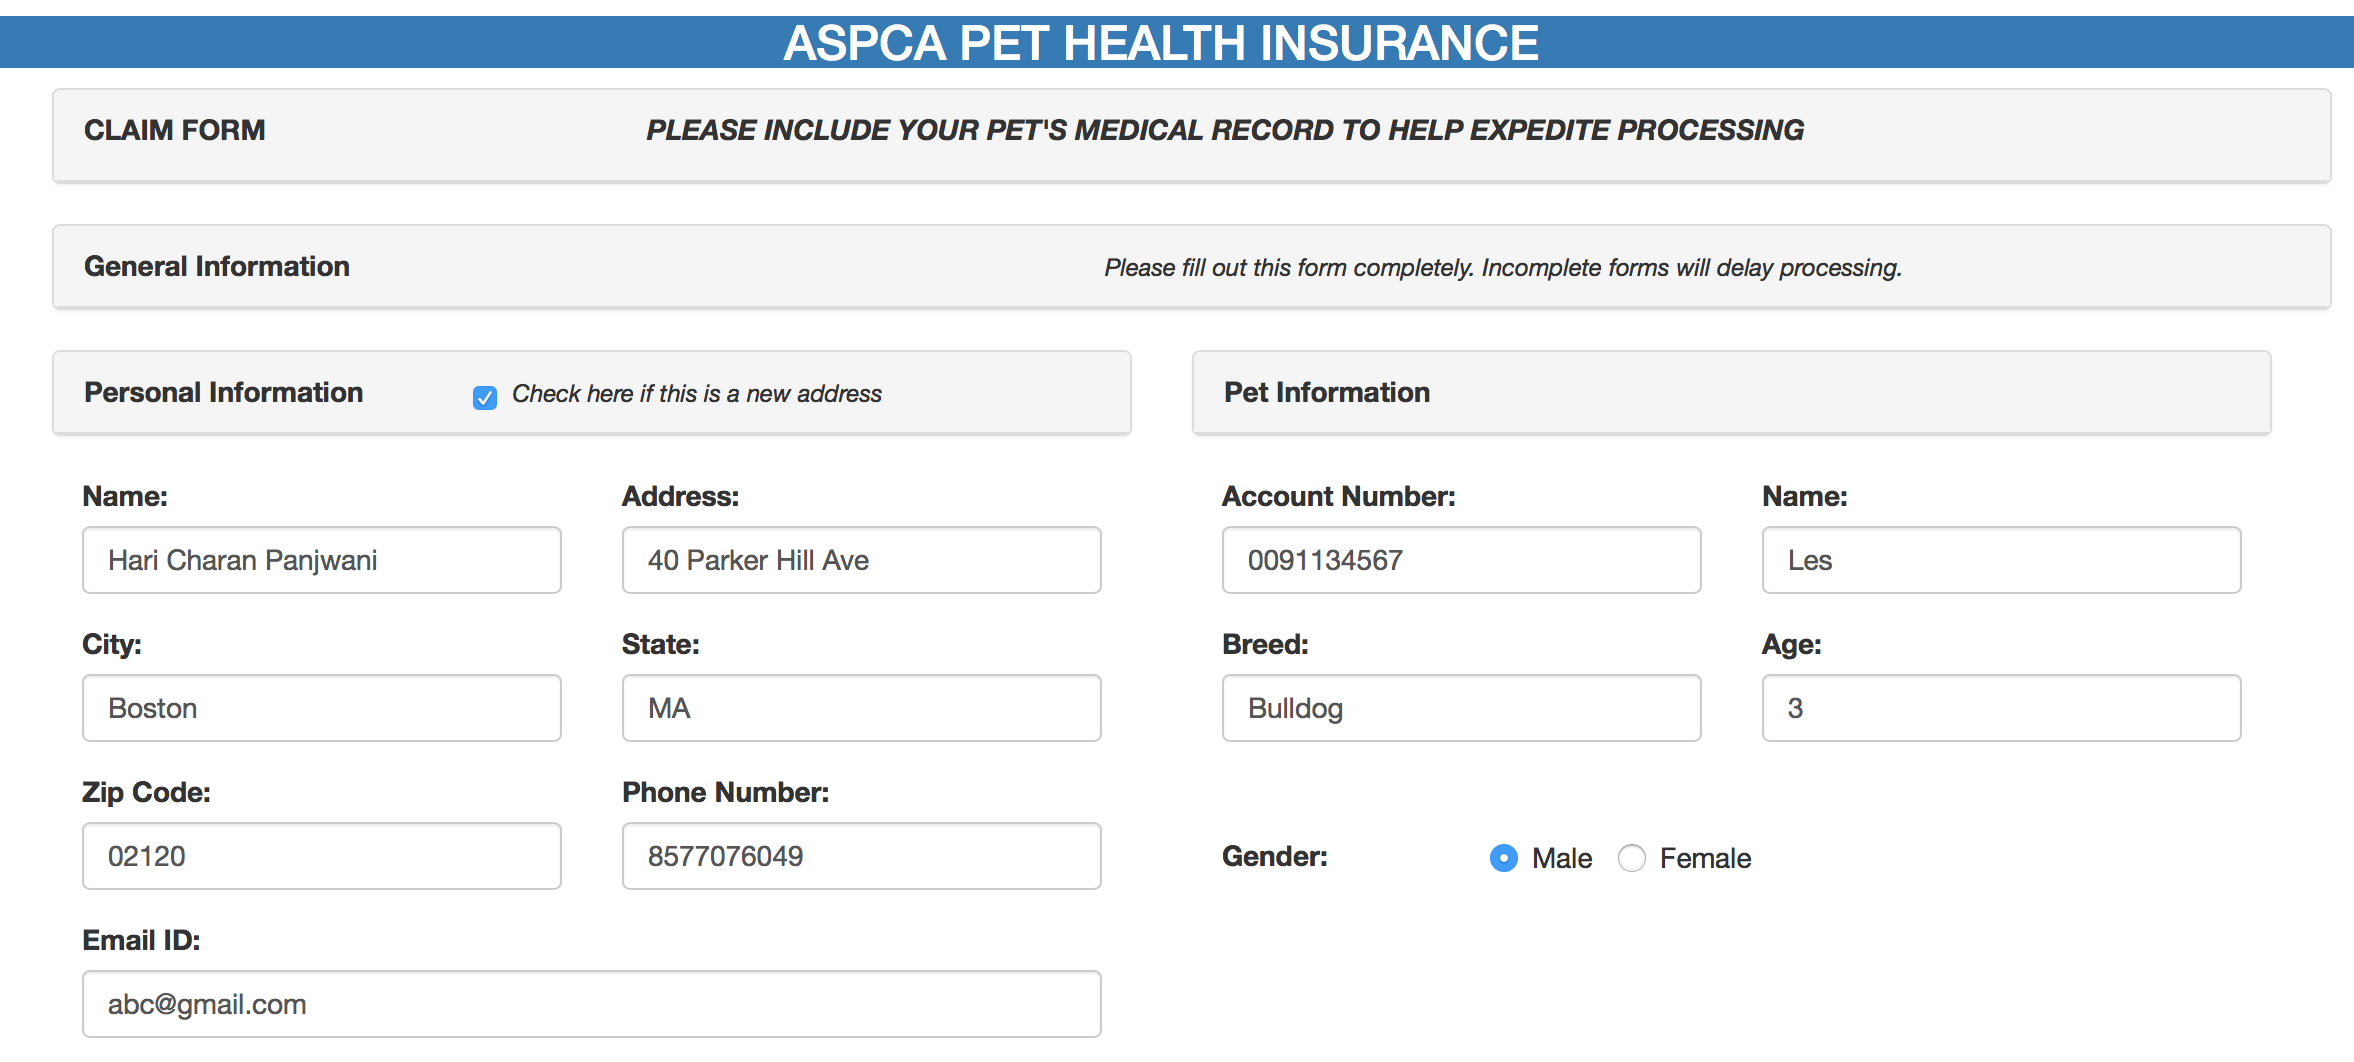 ASPCA PET HEALTH INSURANCE
CLAIM FORM PLEASE INCLUDE YOUR PET'S MEDICAL RECORD TO HELP EXPEDITE PROCESSING
General Information Please fill out this form completely. Incomplete forms will delay processing.
Personal Information Check here if this is a new address
Name: Address:
Hari Charan Panjwani 40 Parker Hill Ave
City: State:
Boston MA
Zip Code: Phone Number:
02120 8577076049
Email ID:
abc@gmail.com
Pet Information
Account Number: Name:
0091134567 Les
Breed: Age:
Bulldog 3
Gender: Male Female